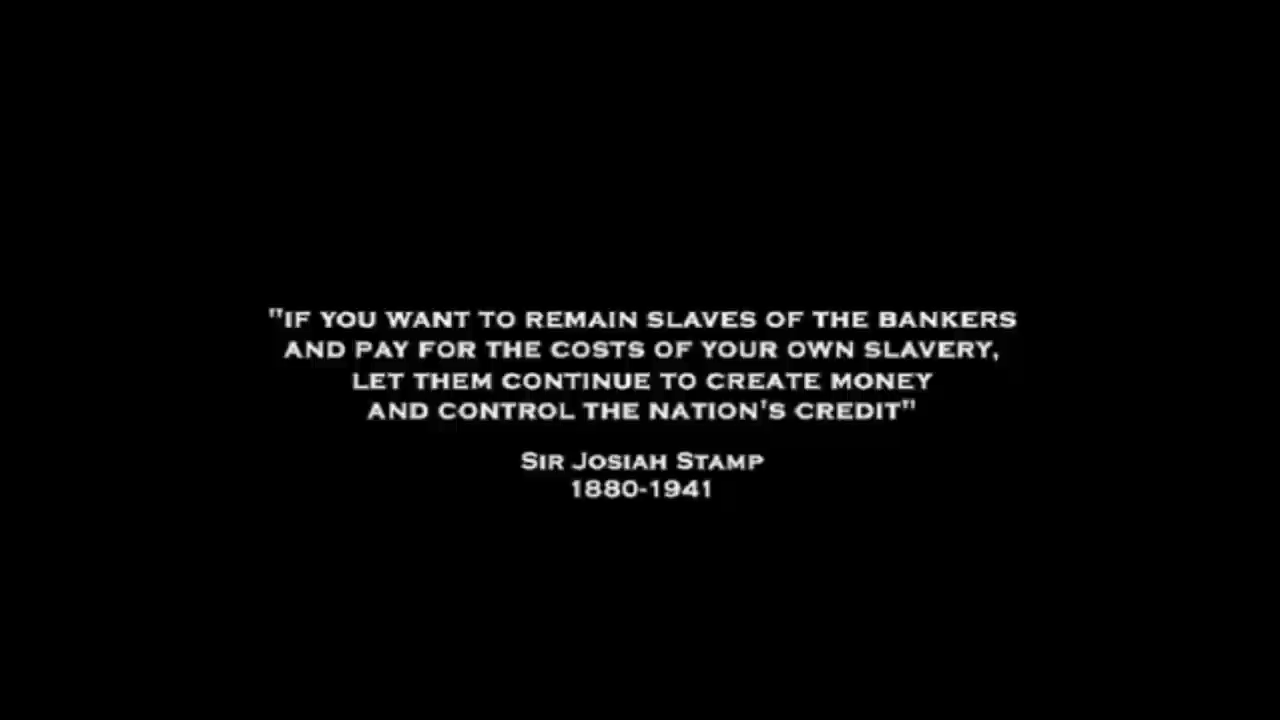 "IF YOU WANT TO REMAIN SLAVES OF THE BANKERS
AND PAY FOR THE COSTS OF YOUR OWN SLAVERY,
LET THEM CONTINUE TO CREATE MONEY
AND CONTROL THE NATION'S CREDIT"
SIR JOSIAH STAMP
1880-1941